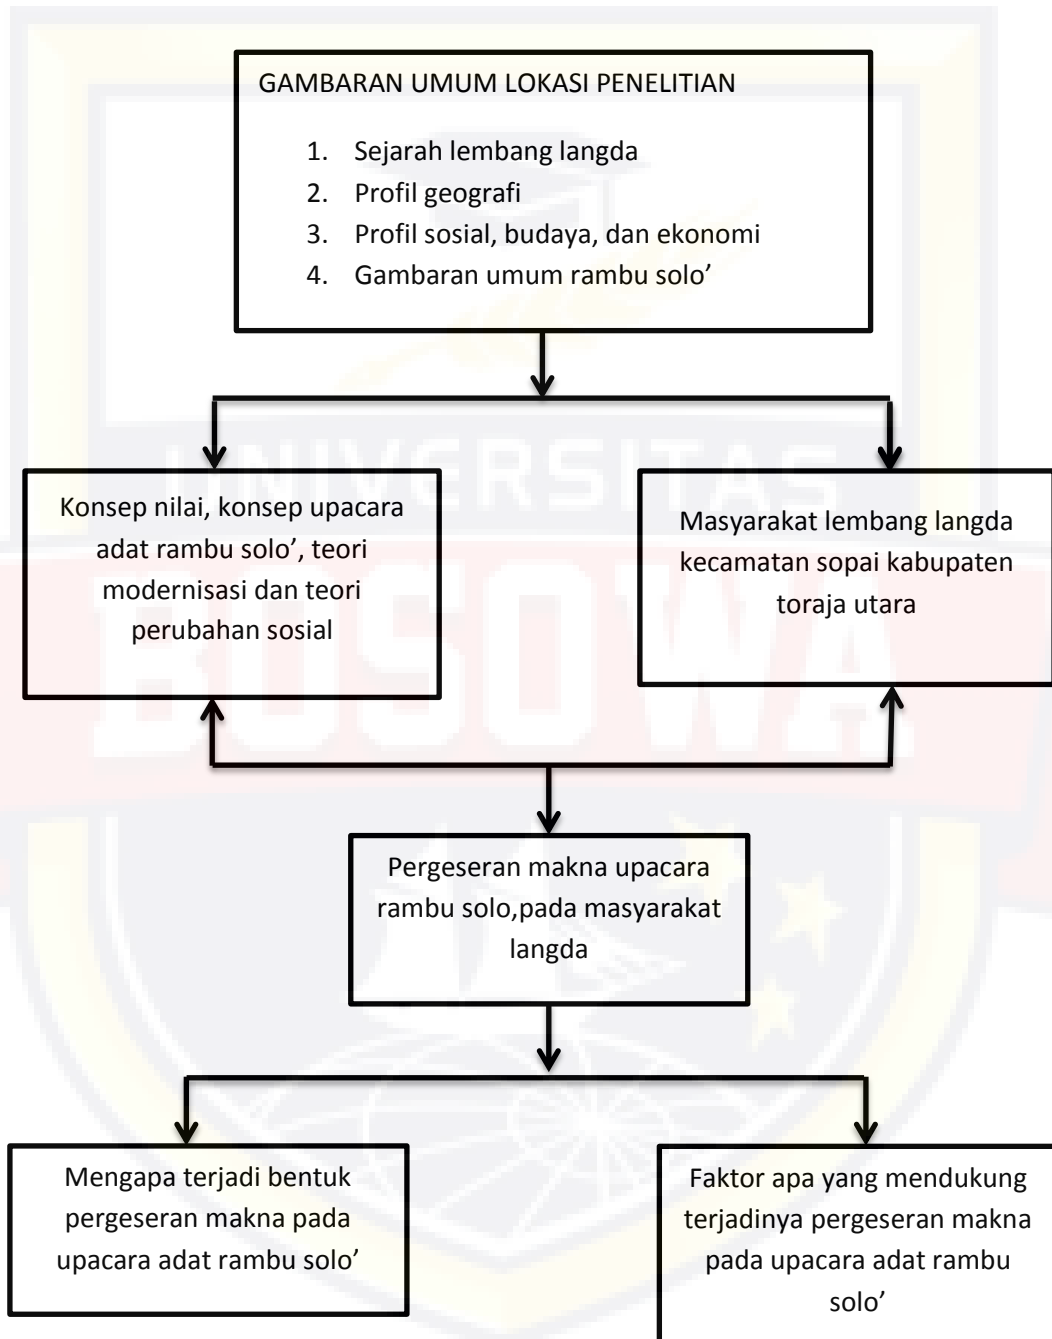 GAMBARAN UMUM LOKASI PENELITIAN
1. Sejarah lembang langda
2. Profil geografi
3. Profil sosial, budaya, dan ekonomi
4. Gambaran umum rambu solo’
UNIVERSITAS
BOSOWA
Konsep nilai, konsep upacara
adat rambu solo’, teori
modernisasi dan teori
perubahan sosial
Masyarakat lembang langda
kecamatan sopai kabupaten
toraja utara
Pergeseran makna upacara
rambu solo,pada masyarakat
langda
Mengapa terjadi bentuk
pergeseran makna pada
upacara adat rambu solo’
Faktor apa yang mendukung
terjadinya pergeseran makna
pada upacara adat rambu
solo’